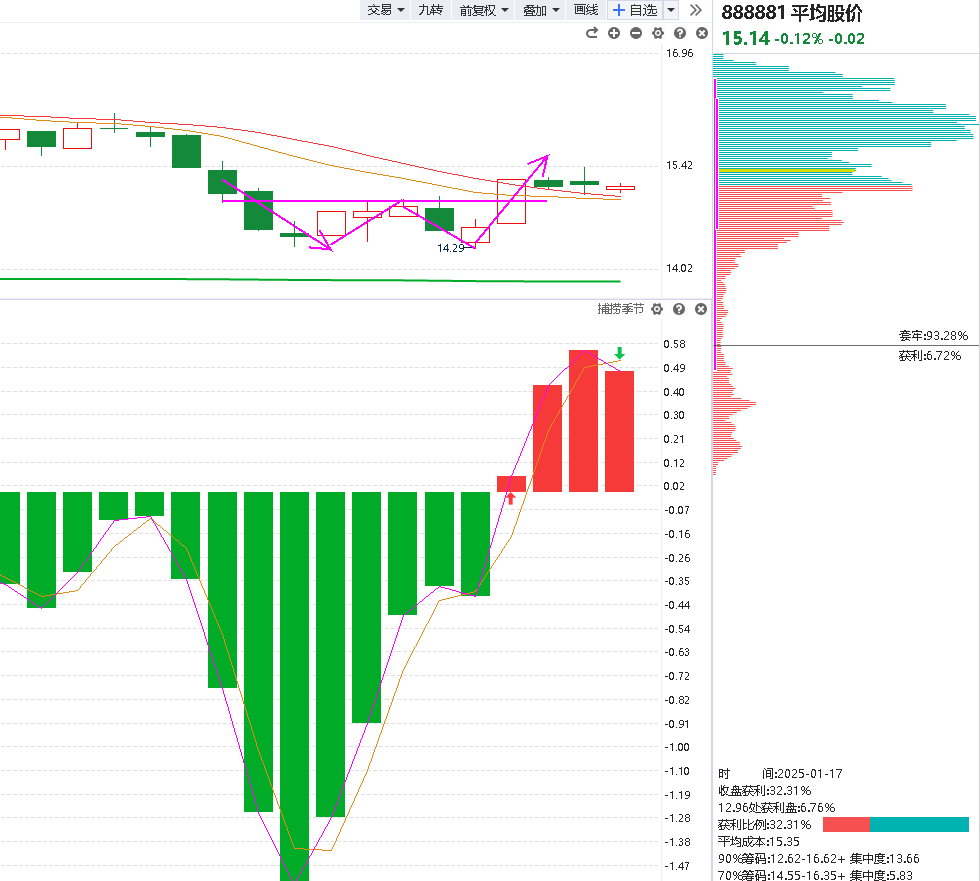 交易 九转 前复权 叠加 画线 自选
888881 平均股价
15.14 -0.12% -0.02
16.96
15.42
14.29
14.02
捕捞季节
0.58
0.49
0.40
0.30
0.21
0.12
0.02
-0.07
-0.16
-0.26
-0.35
-0.44
-0.54
-0.63
-0.72
-0.82
-0.91
-1.00
-1.10
-1.19
-1.28
-1.38
-1.47
套牢:93.28%
获利:6.72%
时 间:2025-01-17
收盘获利:32.31%
12.96处获利盘:6.76%
获利比例:32.31%
平均成本:15.35
90%筹码:12.62-16.62+ 集中度:13.66
70%筹码:14.55-16.35+ 集中度:5.83